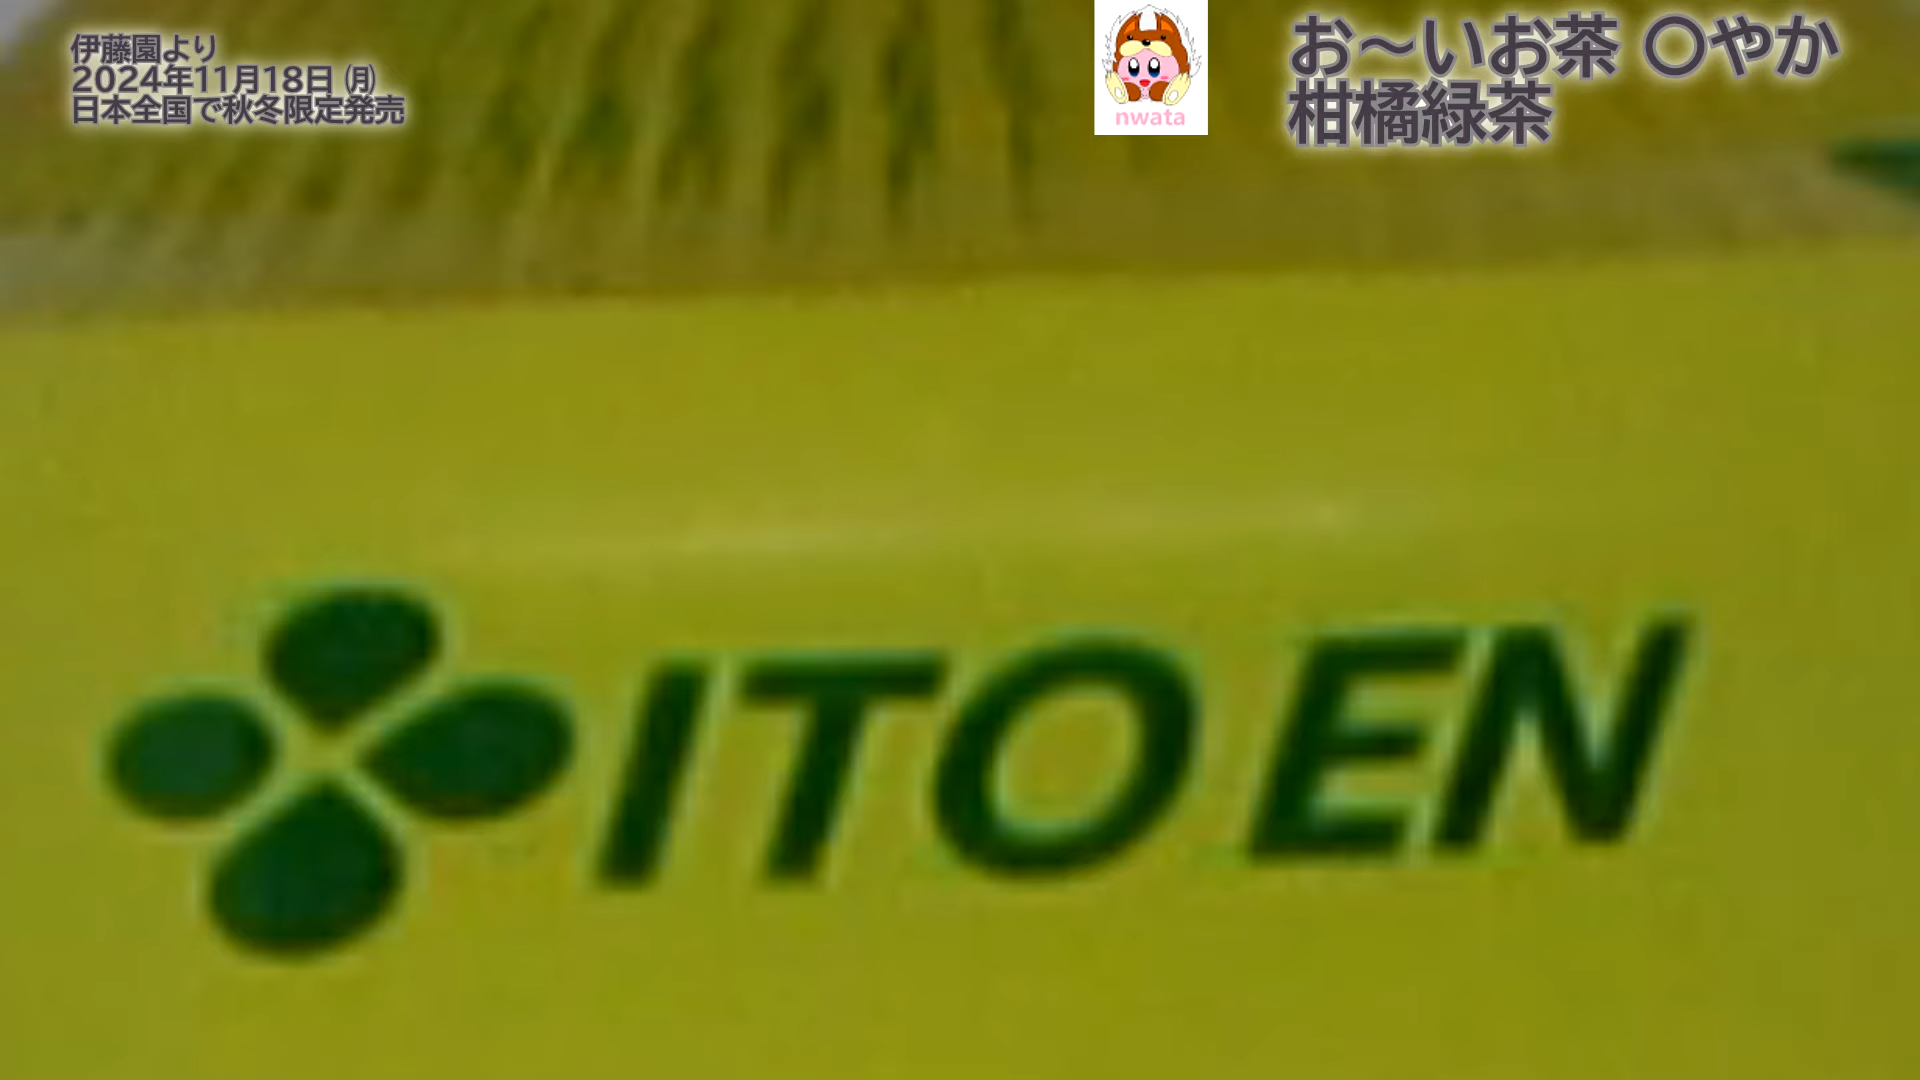 伊藤園より
2024年11月18日 ㈪
日本全国で秋冬限定発売
nwata
お～いお茶 〇やか
柑橘緑茶
ITO EN